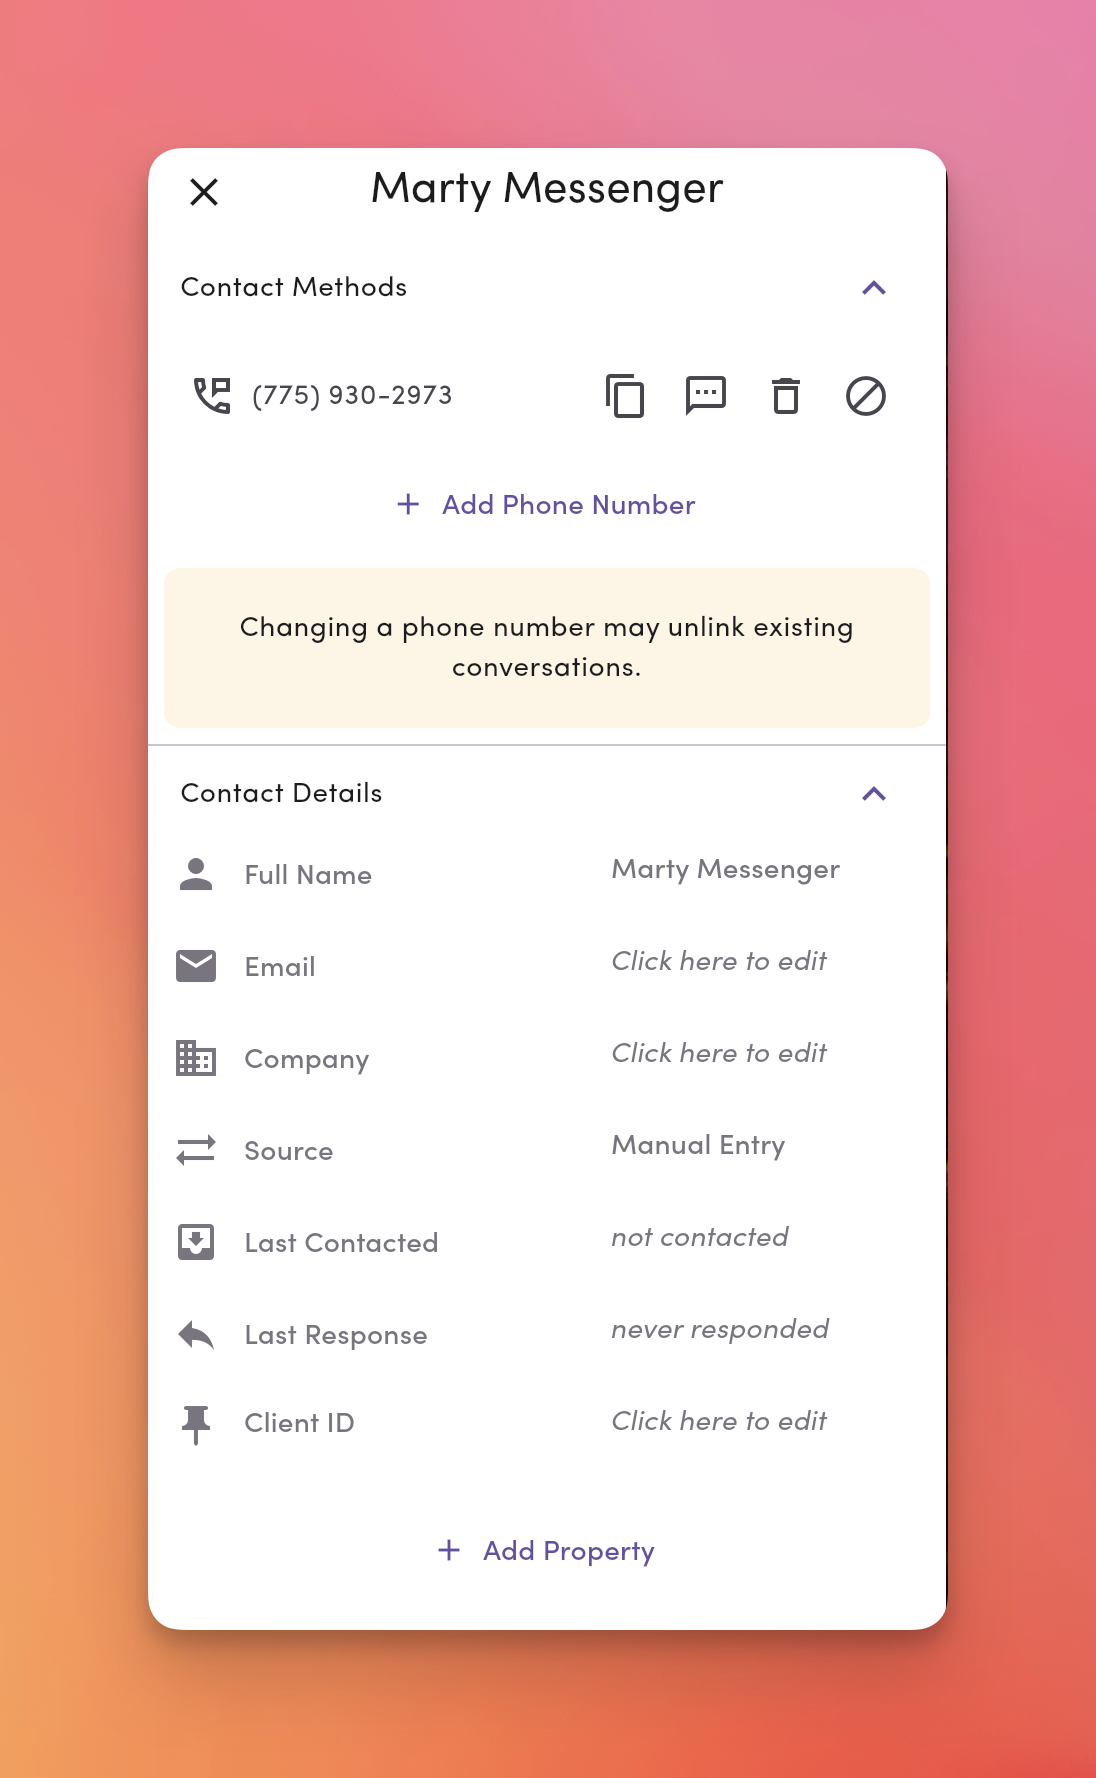 Marty Messenger
Contact Methods
(775) 930-2973
Add Phone Number
Changing a phone number may unlink existing
conversations.
Contact Details
Full Name Marty Messenger
Email Click here to edit
Company Click here to edit
Source Manual Entry
Last Contacted not contacted
Last Response never responded
Client ID Click here to edit
Add Property